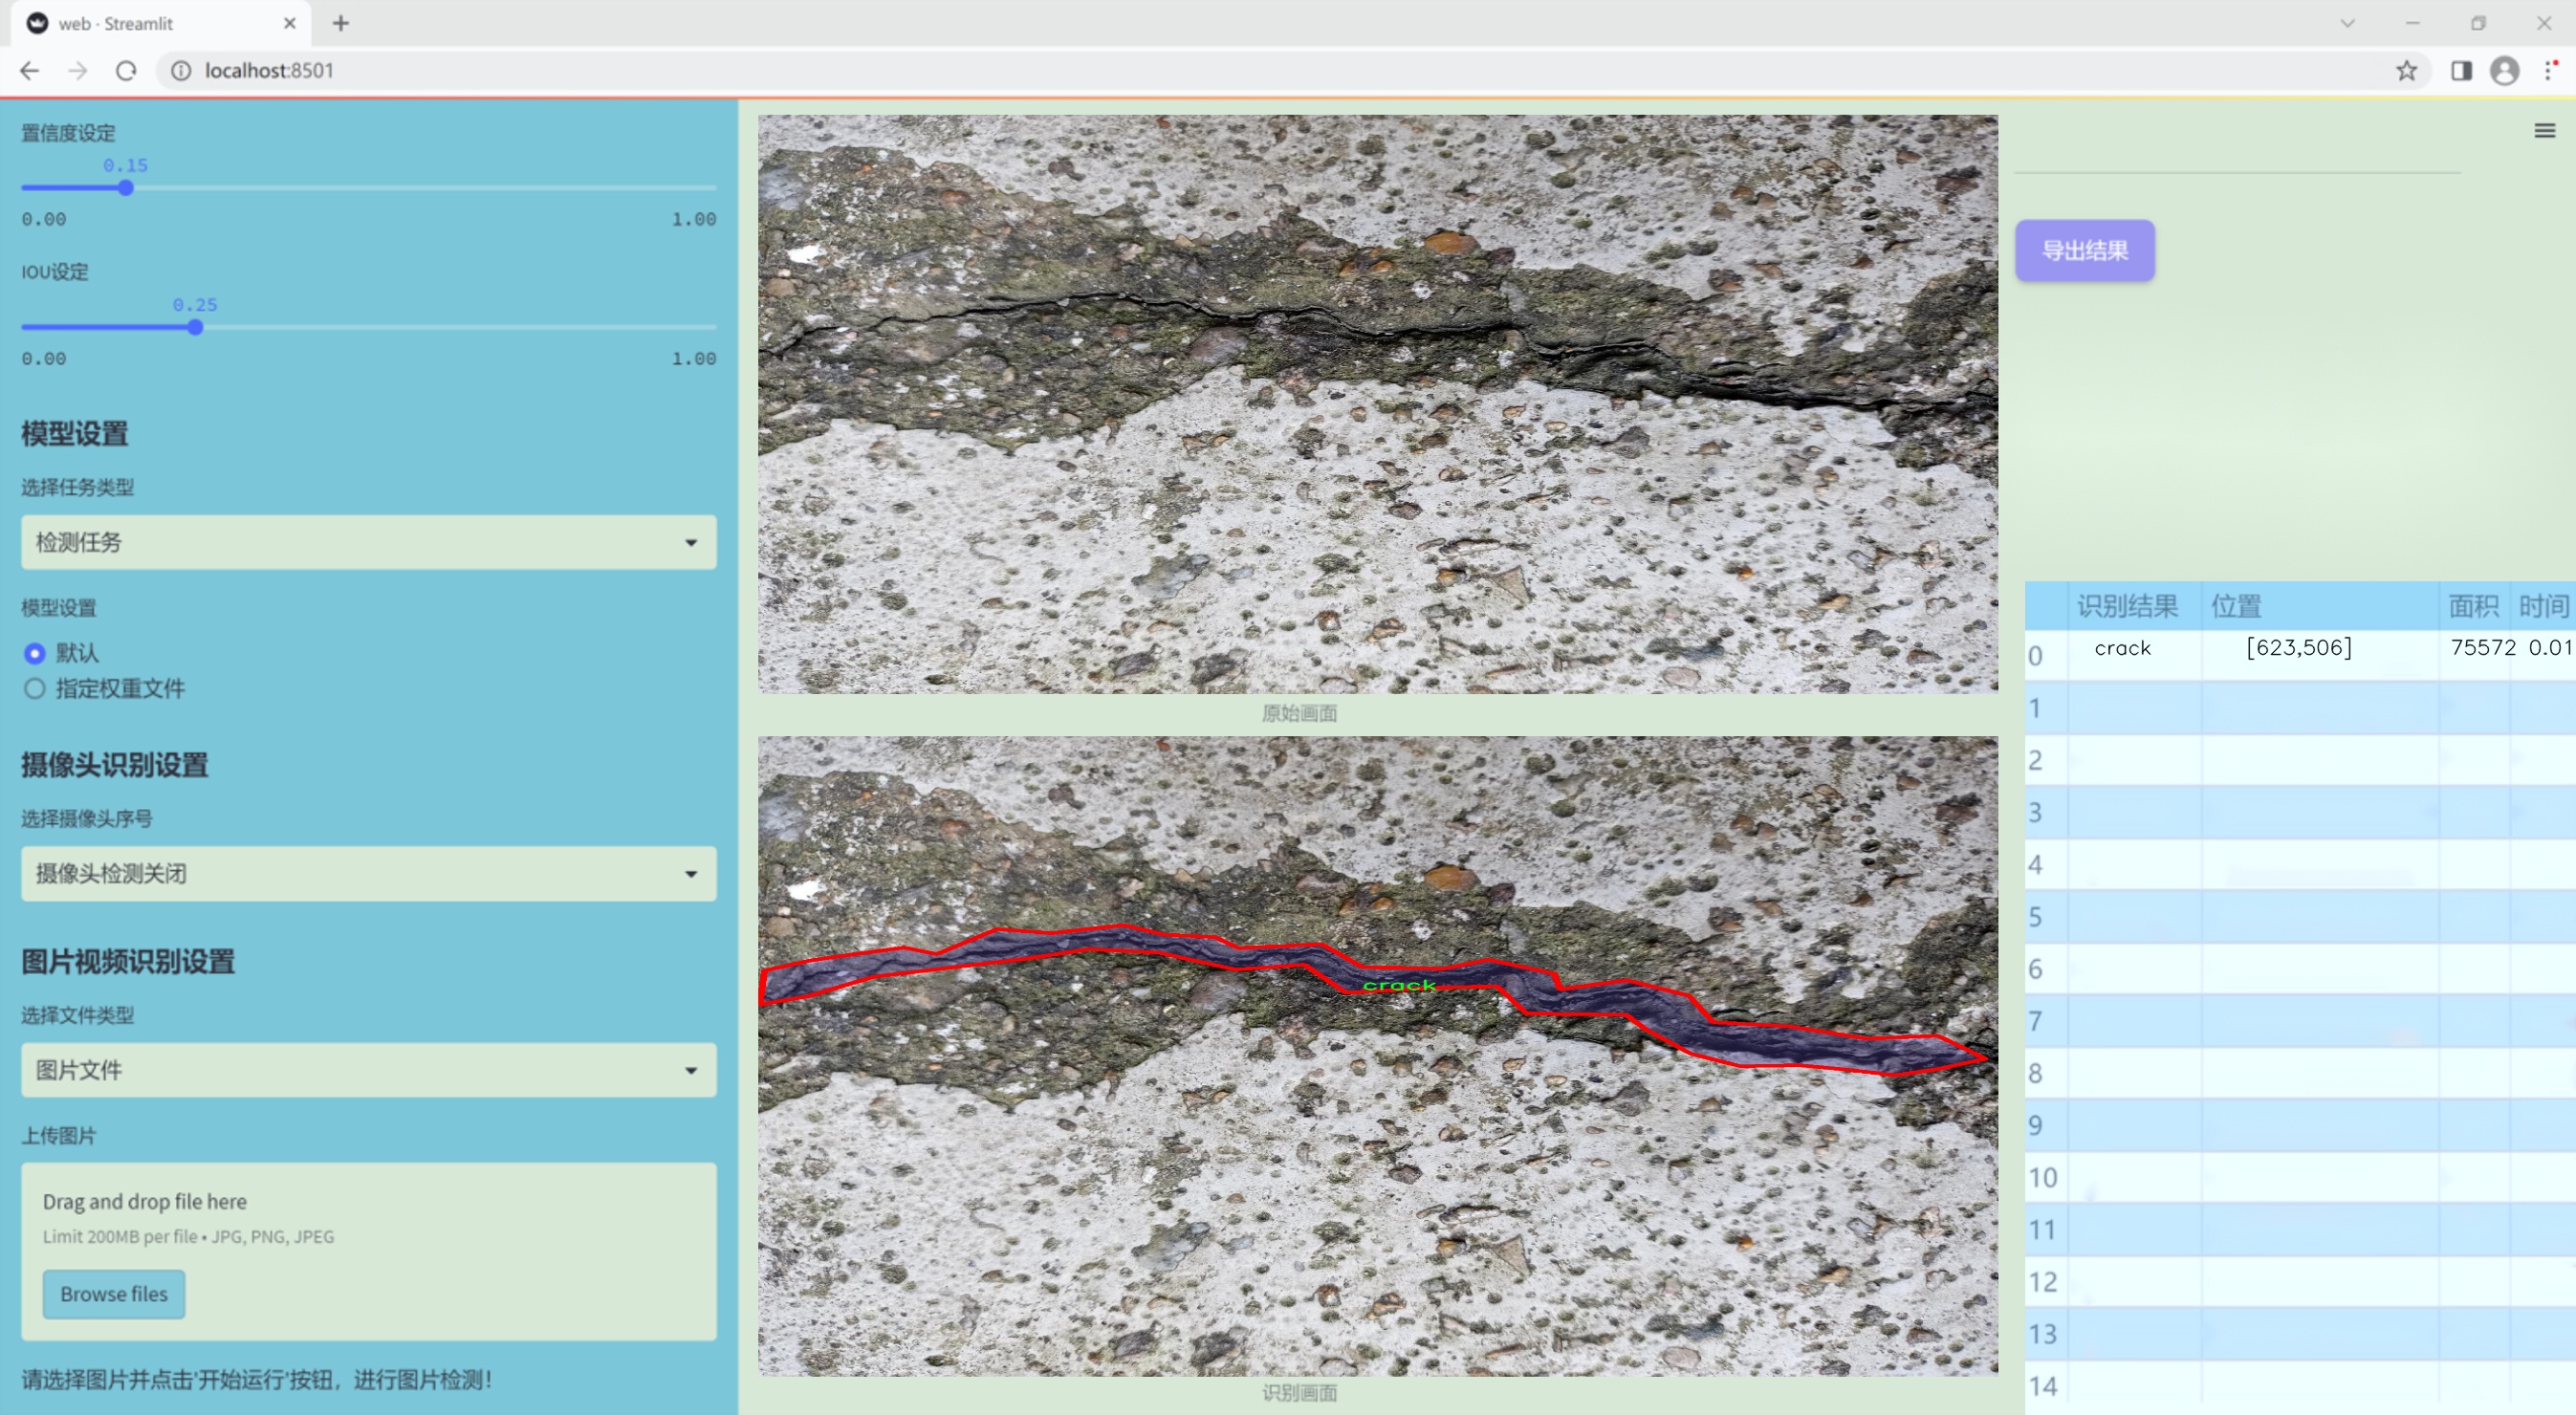 web · Streamlit
localhost:8501
置信度设定
0.15
0.00 1.00
IOU设定
0.25
0.00 1.00
模型设置
选择任务类型
检测任务
模型设置
默认
指定权重文件
摄像头识别设置
选择摄像头序号
摄像头检测关闭
图片视频识别设置
选择文件类型
图片文件
上传图片
Drag and drop file here
Limit 200MB per file • JPG, PNG, JPEG
Browse files
请选择图片并点击'开始运行'按钮，进行图片检测！
原始画面
crack
识别画面
导出结果
识别结果 位置 面积 时间
0 crack [623,506] 75572 0.01
1
2
3
4
5
6
7
8
9
10
11
12
13
14